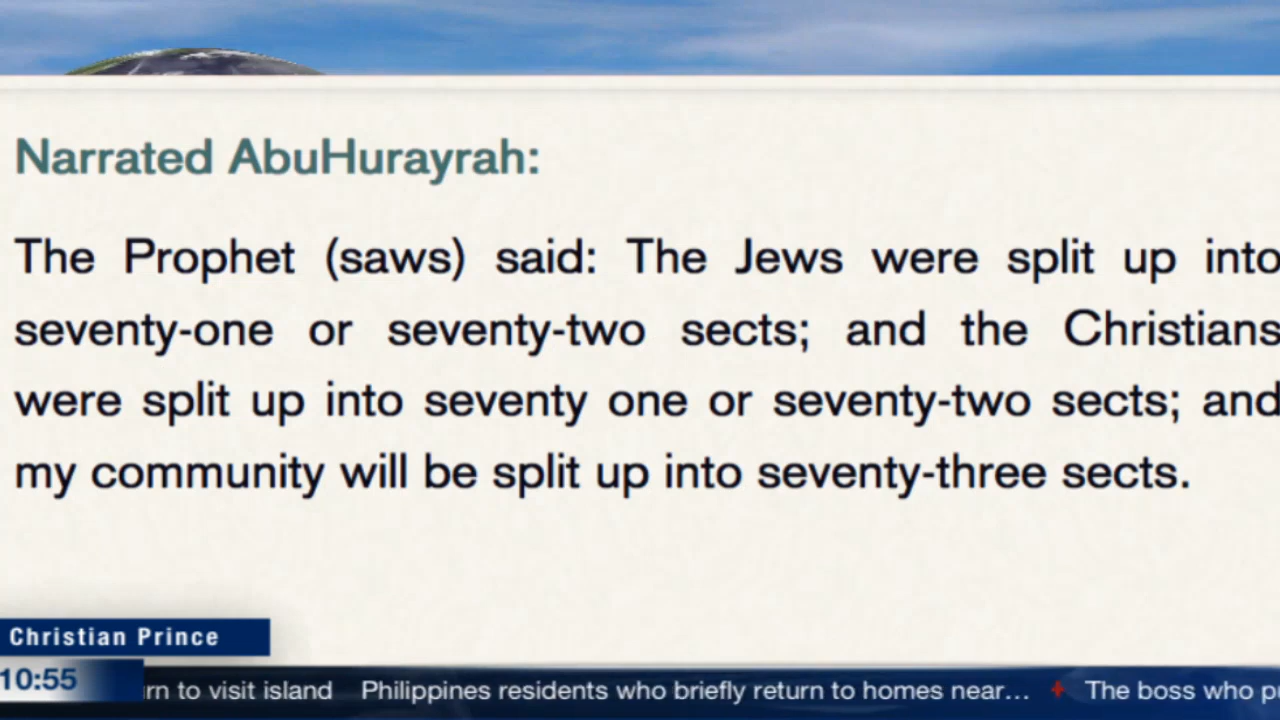 Narrated AbuHurayrah:
The Prophet (saws) said: The Jews were split up into
seventy-one or seventy-two sects; and the Christians
were split up into seventy one or seventy-two sects; and
my community will be split up into seventy-three sects.
Christian Prince
10:55
to visit island Philippines residents who briefly return to homes near... The boss who